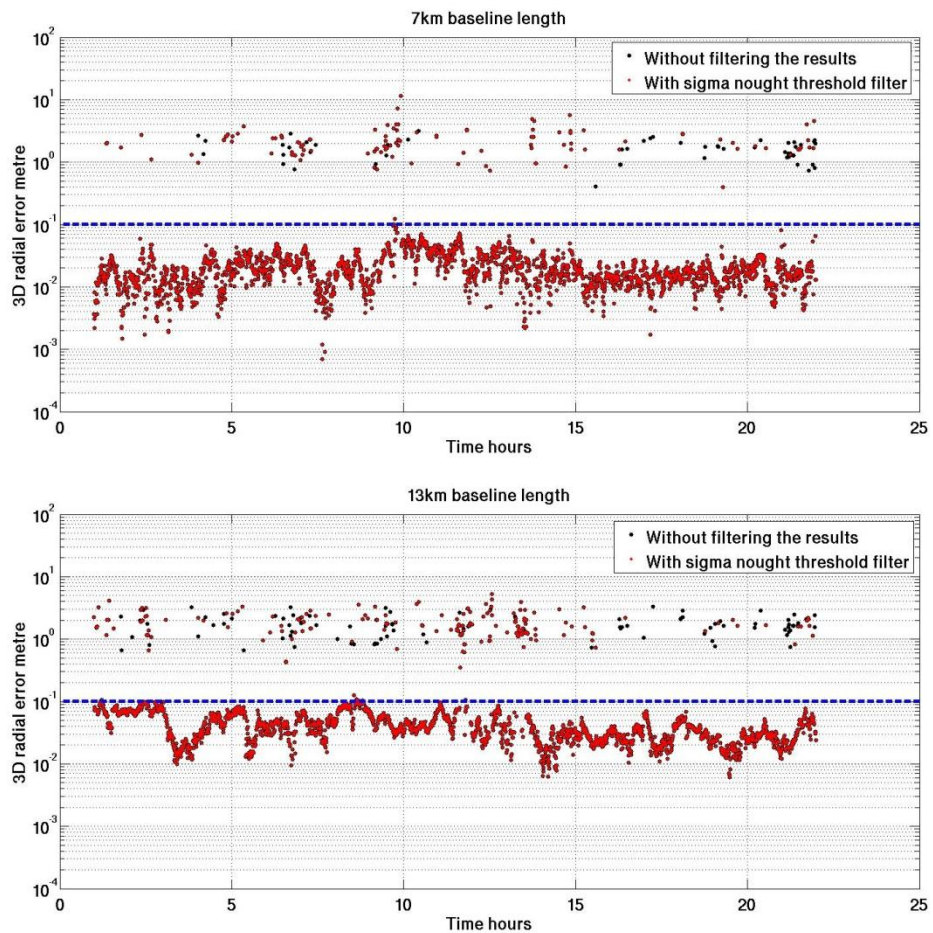 7km baseline length
10^2
10^1
10^0
10^-1
10^-2
10^-3
10^-4
3D radial error metre
Without filtering the results
With sigma nought threshold filter
0 5 10 15 20 25
Time hours
13km baseline length
10^2
10^1
10^0
10^-1
10^-2
10^-3
10^-4
3D radial error metre
Without filtering the results
With sigma nought threshold filter
0 5 10 15 20 25
Time hours